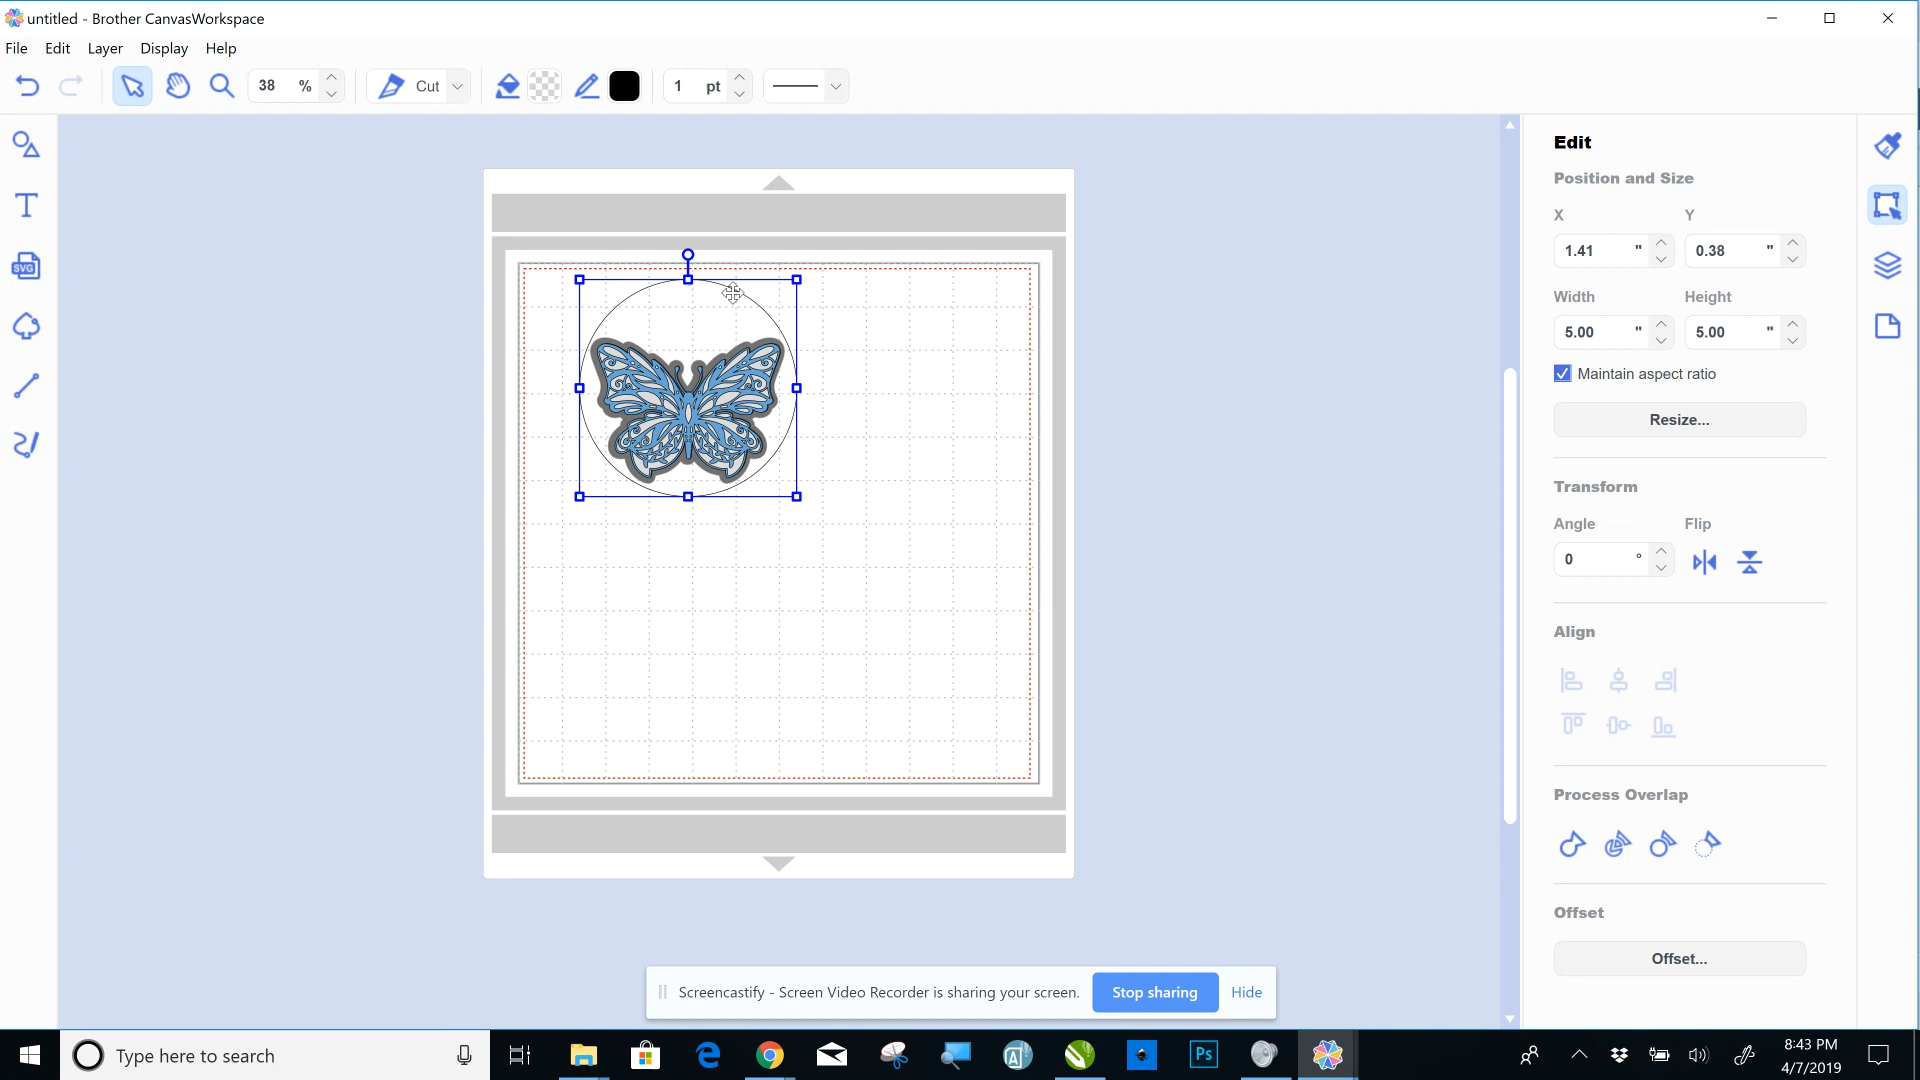 untitled - Brother CanvasWorkspace
File Edit Layer Display Help
38 % Cut 1 pt
SVG
Edit
Position and Size
X Y
1.41 " 0.38 "
Width Height
5.00 " 5.00 "
Maintain aspect ratio
Resize...
Transform
Angle Flip
0 °
Align
Process Overlap
Offset
Offset...
Screencastify - Screen Video Recorder is sharing your screen. Stop sharing Hide
Type here to search
Ps
8:43 PM
4/7/2019